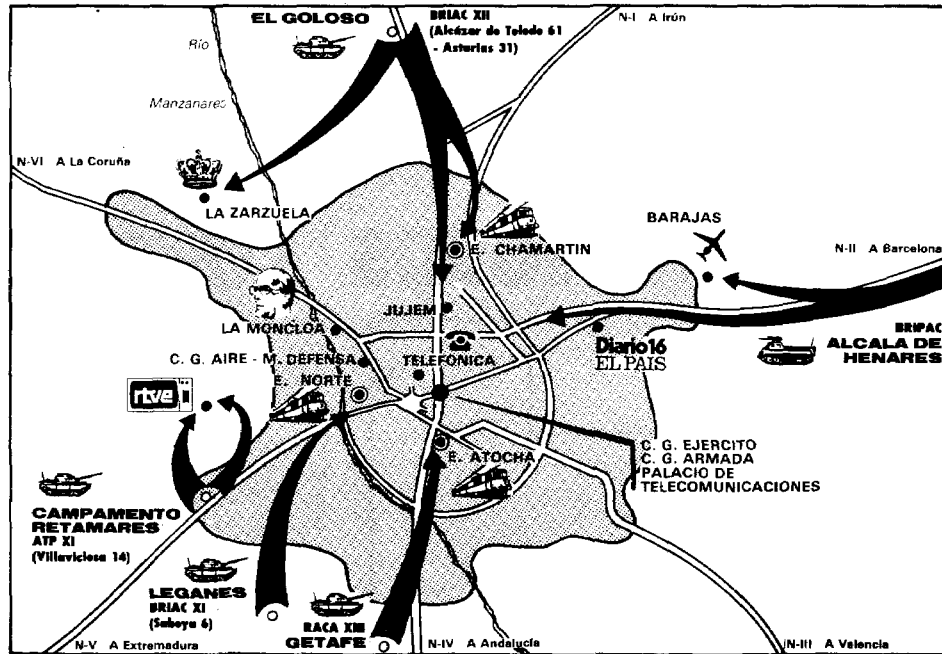 EL GOLOSO
BRIAC XII
(Alcázar de Toledo 61
- Asturias 31)
N-I A Irún
Río
Manzanares
N-VI A La Coruña
LA ZARZUELA
E. CHAMARTIN
BARAJAS
N-II A Barcelona
JUJEM
LA MONCLOA
C. G. AIRE - M. DEFENSA
TELEFONICA
E. NORTE
Diario16
EL PAIS
BRIPAC
ALCALA DE
HENARES
rtve
E. ATOCHA
C. G. EJERCITO
C. G. ARMADA
PALACIO DE
TELECOMUNICACIONES
CAMPAMENTO
RETAMARES
ATP XI
(Villaviciosa 14)
LEGANES
BRIAC XI
(Saboya 6)
RACA XIII
GETAFE
N-V A Extremadura
N-IV A Andalucía
N-III A Valencia